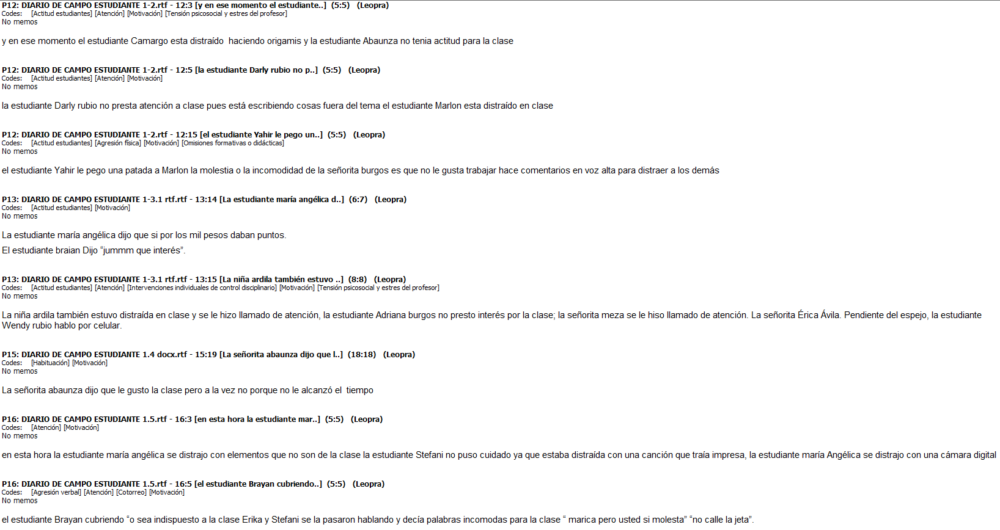 P12: DIARIO DE CAMPO ESTUDIANTE 1-2.rtf - 12:3 [y en ese momento el estudiante..]  (5:5)   (Leopra)
Codes: [Actitud estudiantes] [Atención] [Motivación] [Tensión psicosocial y estres del profesor]
No memos
y en ese momento el estudiante Camargo esta distraído  haciendo origamis y la estudiante Abaunza no tenia actitud para la clase
P12: DIARIO DE CAMPO ESTUDIANTE 1-2.rtf - 12:5 [la estudiante Darly rubio no p..]  (5:5)   (Leopra)
Codes: [Actitud estudiantes] [Atención] [Motivación]
No memos
la estudiante Darly rubio no presta atención a clase pues está escribiendo cosas fuera del tema el estudiante Marlon esta distraído en clase
P12: DIARIO DE CAMPO ESTUDIANTE 1-2.rtf - 12:15 [el estudiante Yahir le pego un..]  (5:5)   (Leopra)
Codes: [Actitud estudiantes] [Agresión física] [Motivación] [Omisiones formativas o didácticas]
No memos
el estudiante Yahir le pego una patada a Marlon la molestia o la incomodidad de la señorita burgos es que no le gusta trabajar hace comentarios en voz alta para distraer a los demás
P13: DIARIO DE CAMPO ESTUDIANTE 1-3.1 rtf.rtf - 13:14 [La estudiante maría angélica d..]  (6:7)   (Leopra)
Codes: [Actitud estudiantes] [Motivación]
No memos
La estudiante maría angélica dijo que si por los mil pesos daban puntos.
El estudiante braian Dijo “jummm que interés”.
P13: DIARIO DE CAMPO ESTUDIANTE 1-3.1 rtf.rtf - 13:15 [La niña ardila también estuvo ..]  (8:8)   (Leopra)
Codes: [Actitud estudiantes] [Atención] [Intervenciones individuales de control disciplinario] [Motivación] [Tensión psicosocial y estres del profesor]
No memos
La niña ardila también estuvo distraída en clase y se le hizo llamado de atención, la estudiante Adriana burgos no presto interés por la clase; la señorita meza se le hiso llamado de atención. La señorita Érica Ávila. Pendiente del espejo, la estudiante
Wendy rubio hablo por celular.
P15: DIARIO DE CAMPO ESTUDIANTE 1.4 docx.rtf - 15:19 [La señorita abaunza dijo que l..]  (18:18)   (Leopra)
Codes: [Habituación] [Motivación]
No memos
La señorita abaunza dijo que le gusto la clase pero a la vez no porque no le alcanzó el  tiempo
P16: DIARIO DE CAMPO ESTUDIANTE 1.5.rtf - 16:3 [en esta hora la estudiante mar..]  (5:5)   (Leopra)
Codes: [Atención] [Motivación]
No memos
en esta hora la estudiante maría angélica se distrajo con elementos que no son de la clase la estudiante Stefani no puso cuidado ya que estaba distraída con una canción que traía impresa, la estudiante maría Angélica se distrajo con una cámara digital
P16: DIARIO DE CAMPO ESTUDIANTE 1.5.rtf - 16:5 [el estudiante Brayan cubriendo..]  (5:5)   (Leopra)
Codes: [Agresión verbal] [Atención] [Cotorreo] [Motivación]
No memos
el estudiante Brayan cubriendo “o sea indispuesto a la clase Erika y Stefani se la pasaron hablando y decía palabras incomodas para la clase “ marica pero usted si molesta” “no calle la jeta”.